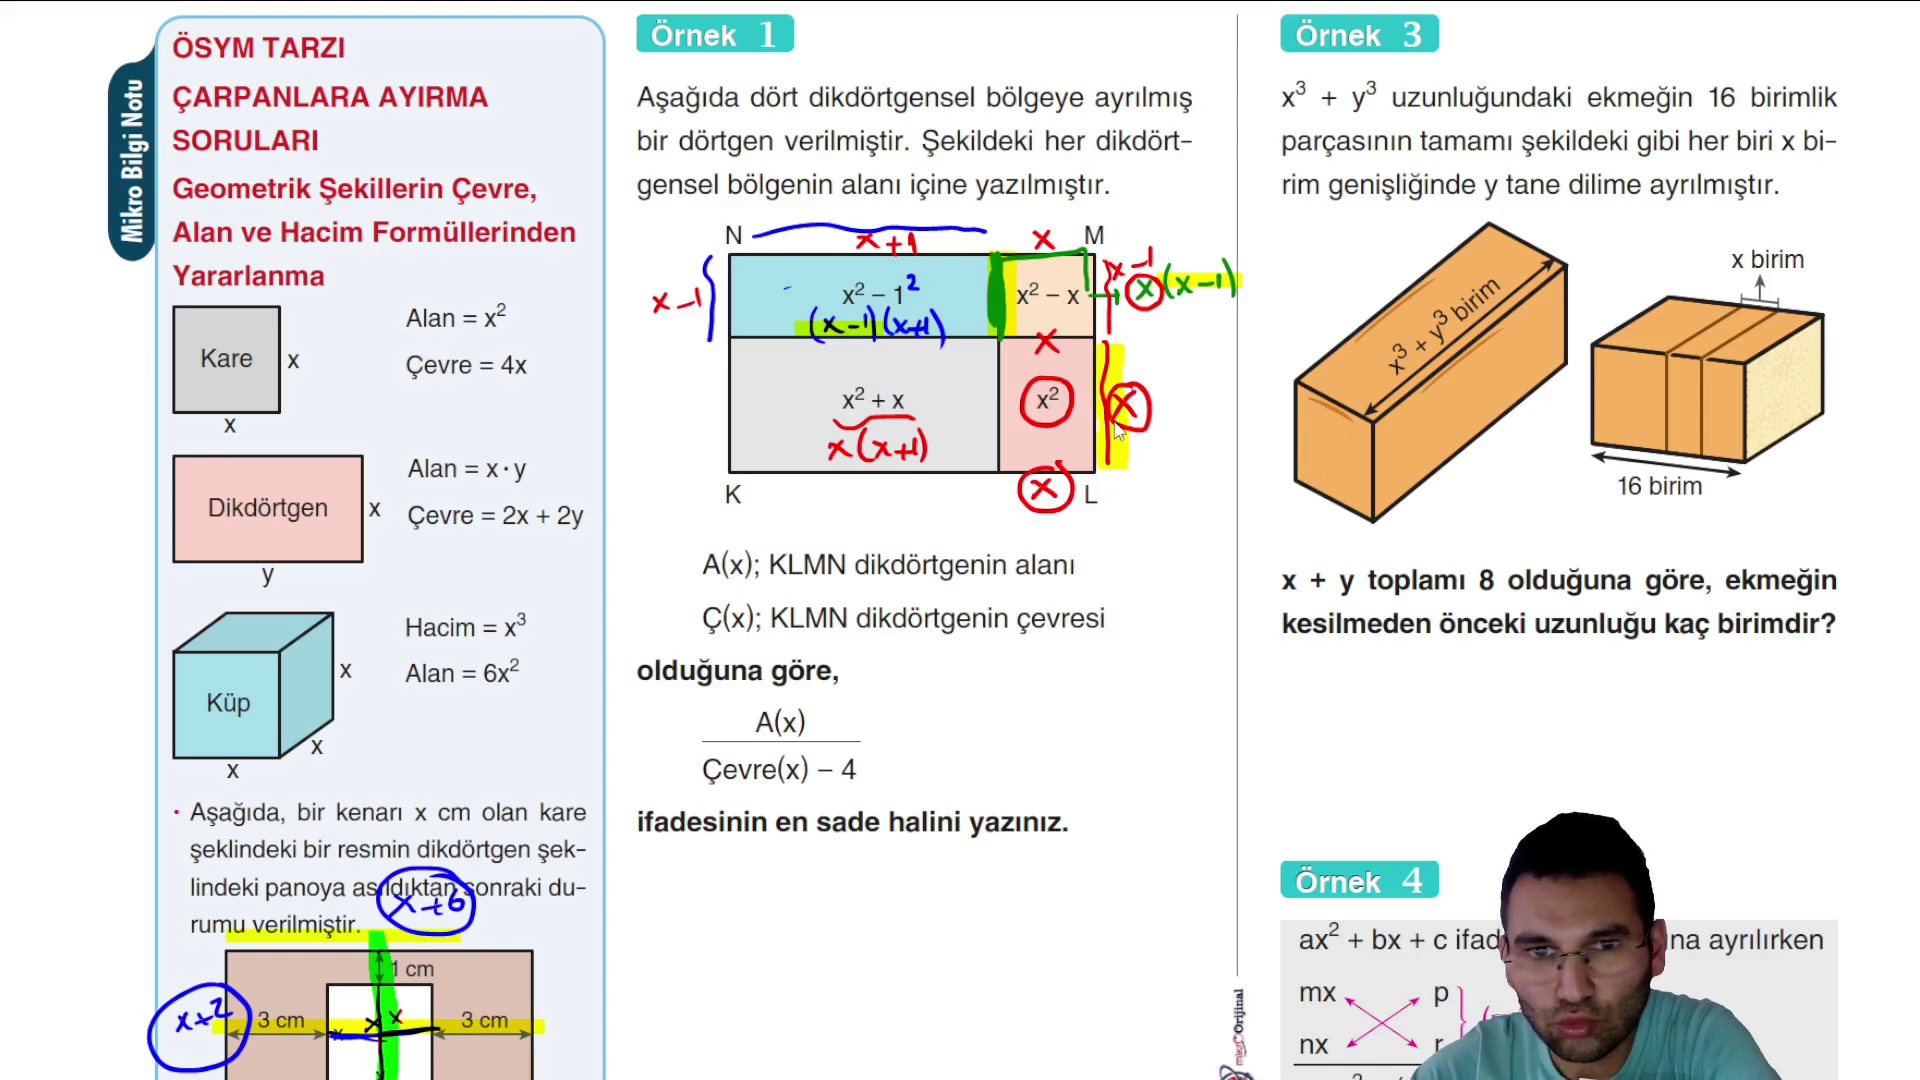 Mikro Bilgi Notu
ÖSYM TARZI
ÇARPANLARA AYIRMA
SORULARI
Geometrik Şekillerin Çevre,
Alan ve Hacim Formüllerinden
Yararlanma
Kare
x
x
Alan = x²
Çevre = 4x
Dikdörtgen
x
y
Alan = x·y
Çevre = 2x + 2y
Küp
x
x
x
Hacim = x³
Alan = 6x²
• Aşağıda, bir kenarı x cm olan kare
şeklindeki bir resmin dikdörtgen şek-
lindeki panoya asıldıktan sonraki du-
rumu verilmiştir.
x+6
1 cm
x+2
3 cm
x
x
x
3 cm
Örnek 1
Aşağıda dört dikdörtgensel bölgeye ayrılmış
bir dörtgen verilmiştir. Şekildeki her dikdört-
gensel bölgenin alanı içine yazılmıştır.
N
x+1
x
M
x-1
x² – 1²
(x-1)(x+1)
x² – x
x-1
x(x-1)
x
x² + x
x(x+1)
x²
x
K
x
L
A(x); KLMN dikdörtgenin alanı
Ç(x); KLMN dikdörtgenin çevresi
olduğuna göre,
A(x)
Çevre(x) – 4
ifadesinin en sade halini yazınız.
Örnek 3
x³ + y³ uzunluğundaki ekmeğin 16 birimlik
parçasının tamamı şekildeki gibi her biri x bi-
rim genişliğinde y tane dilime ayrılmıştır.
x³ + y³ birim
x birim
16 birim
x + y toplamı 8 olduğuna göre, ekmeğin
kesilmeden önceki uzunluğu kaç birimdir?
Örnek 4
ax² + bx + c ifad
na ayrılırken
mx
p
nx
r
mikro Orijinal